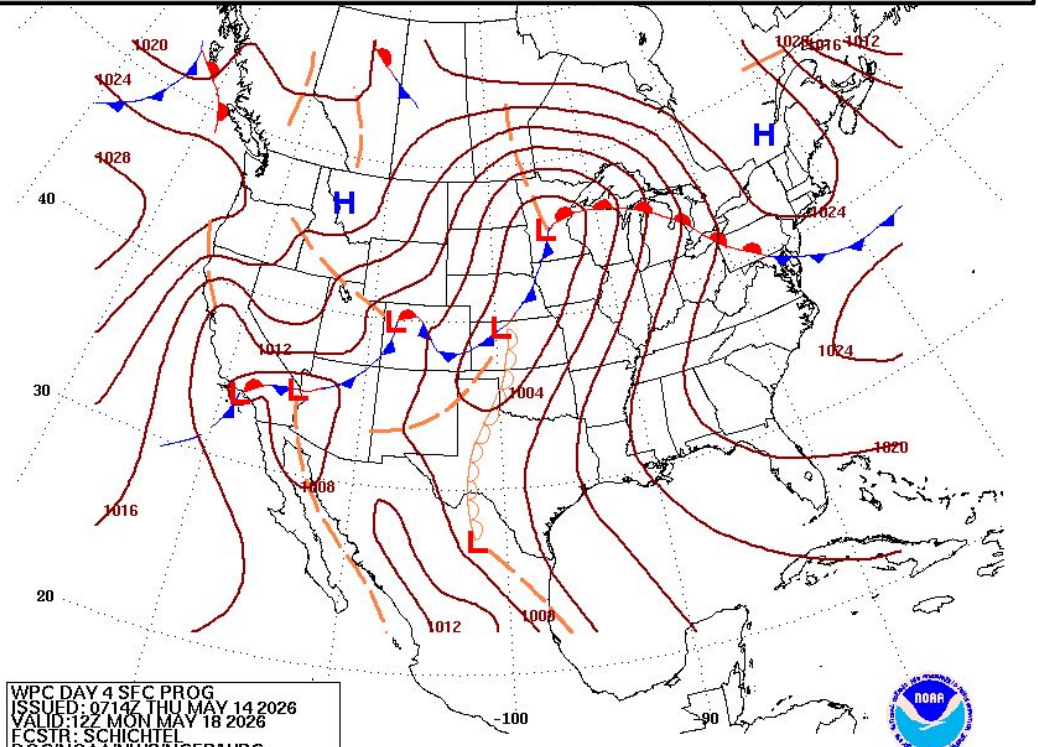 1020
1028
1016
1012
1024
1028
H
40
H
1024
L
L
L
1024
1012
30
L
L
1004
1020
1008
1016
L
20
1008
1012
NOAA
WPC DAY 4 SFC PROG
ISSUED: 0714Z THU MAY 14 2026
VALID:12Z MON MAY 18 2026
FCSTR: SCHICHTEL
-100
-90